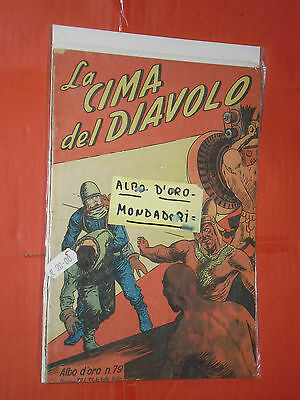 La
CIMA
del DIAVOLO
ALBO D'ORO-
MONDADORI=
Albo d'oro n. 79